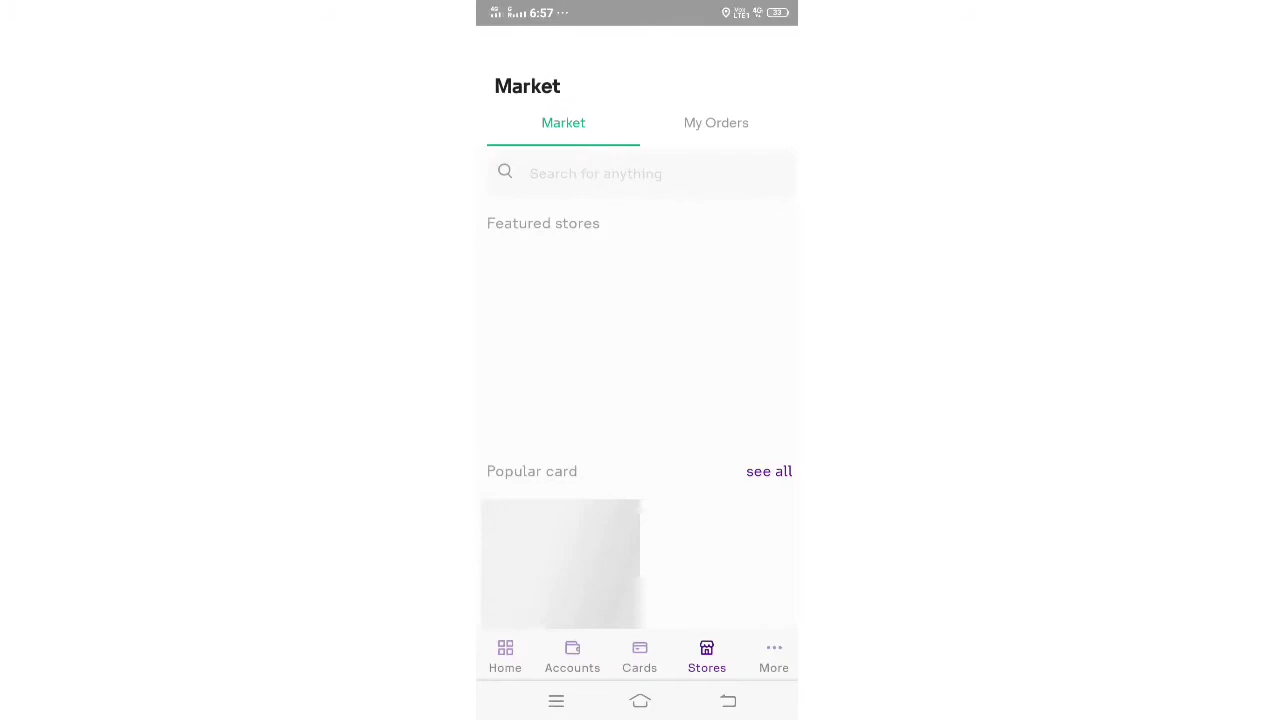 6:57 ··· 33
Market
Market My Orders
Search for anything
Featured stores
Popular card see all
Home Accounts Cards Stores More